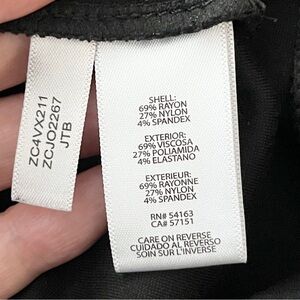 ZC4VX211
ZCJO2267
JTB
SHELL:
69% RAYON
27% NYLON
4% SPANDEX
EXTERIOR:
69% VISCOSA
27% POLIAMIDA
4% ELASTANO
EXTERIEUR:
69% RAYONNE
27% NYLON
4% SPANDEX
RN# 54163
CA# 57151
CARE ON REVERSE
CUIDADO AL REVERSO
SOIN SUR L'INVERSE